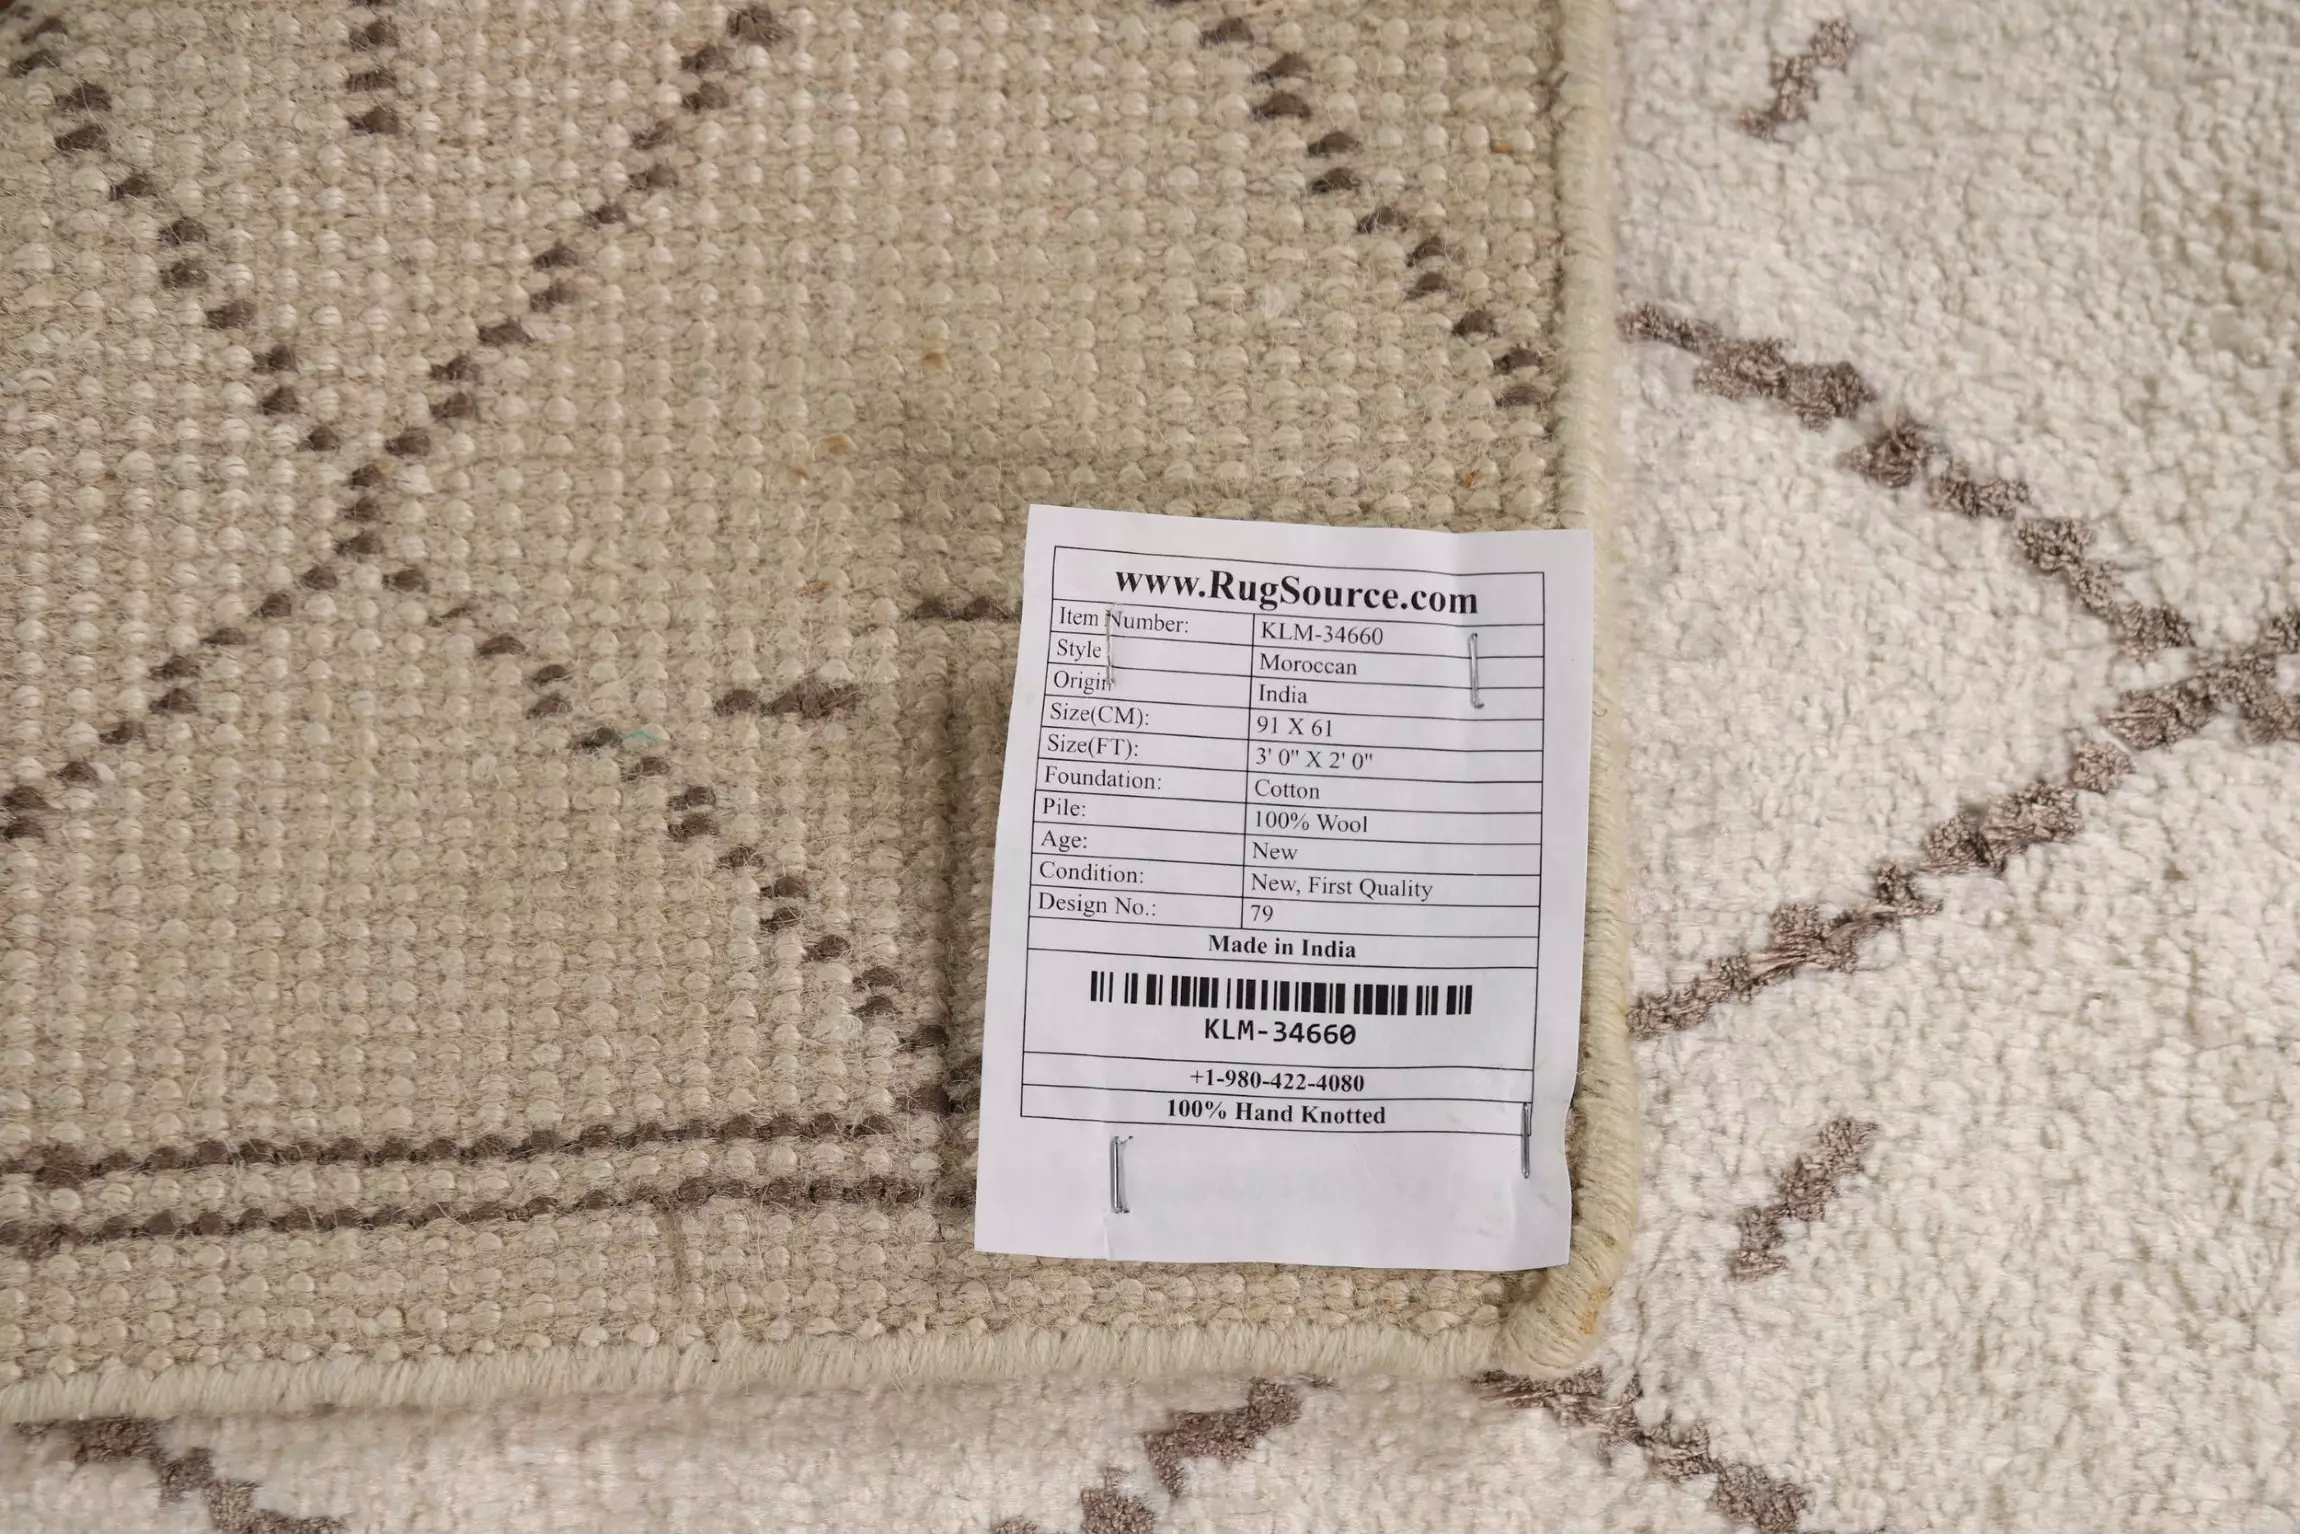 www.RugSource.com
Item Number: KLM-34660
Style Moroccan
Origin India
Size(CM): 91 X 61
Size(FT): 3' 0" X 2' 0"
Foundation: Cotton
Pile: 100% Wool
Age: New
Condition: New, First Quality
Design No.: 79
Made in India
KLM-34660
+1-980-422-4080
100% Hand Knotted